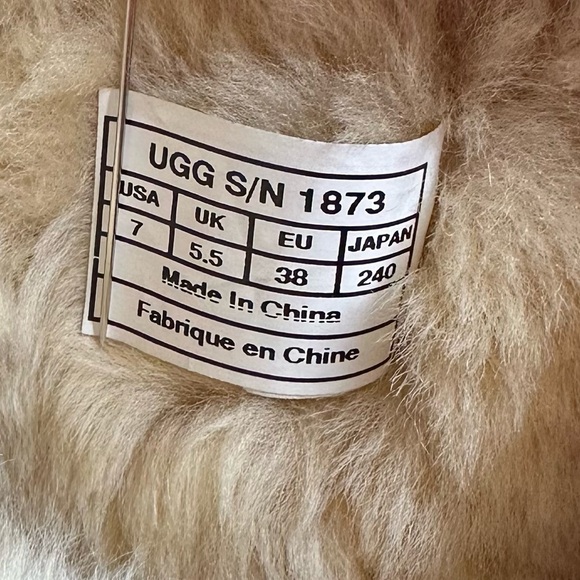 UGG S/N 1873
USA UK EU JAPAN
7 5.5 38 240
Made In China
Fabrique en Chine